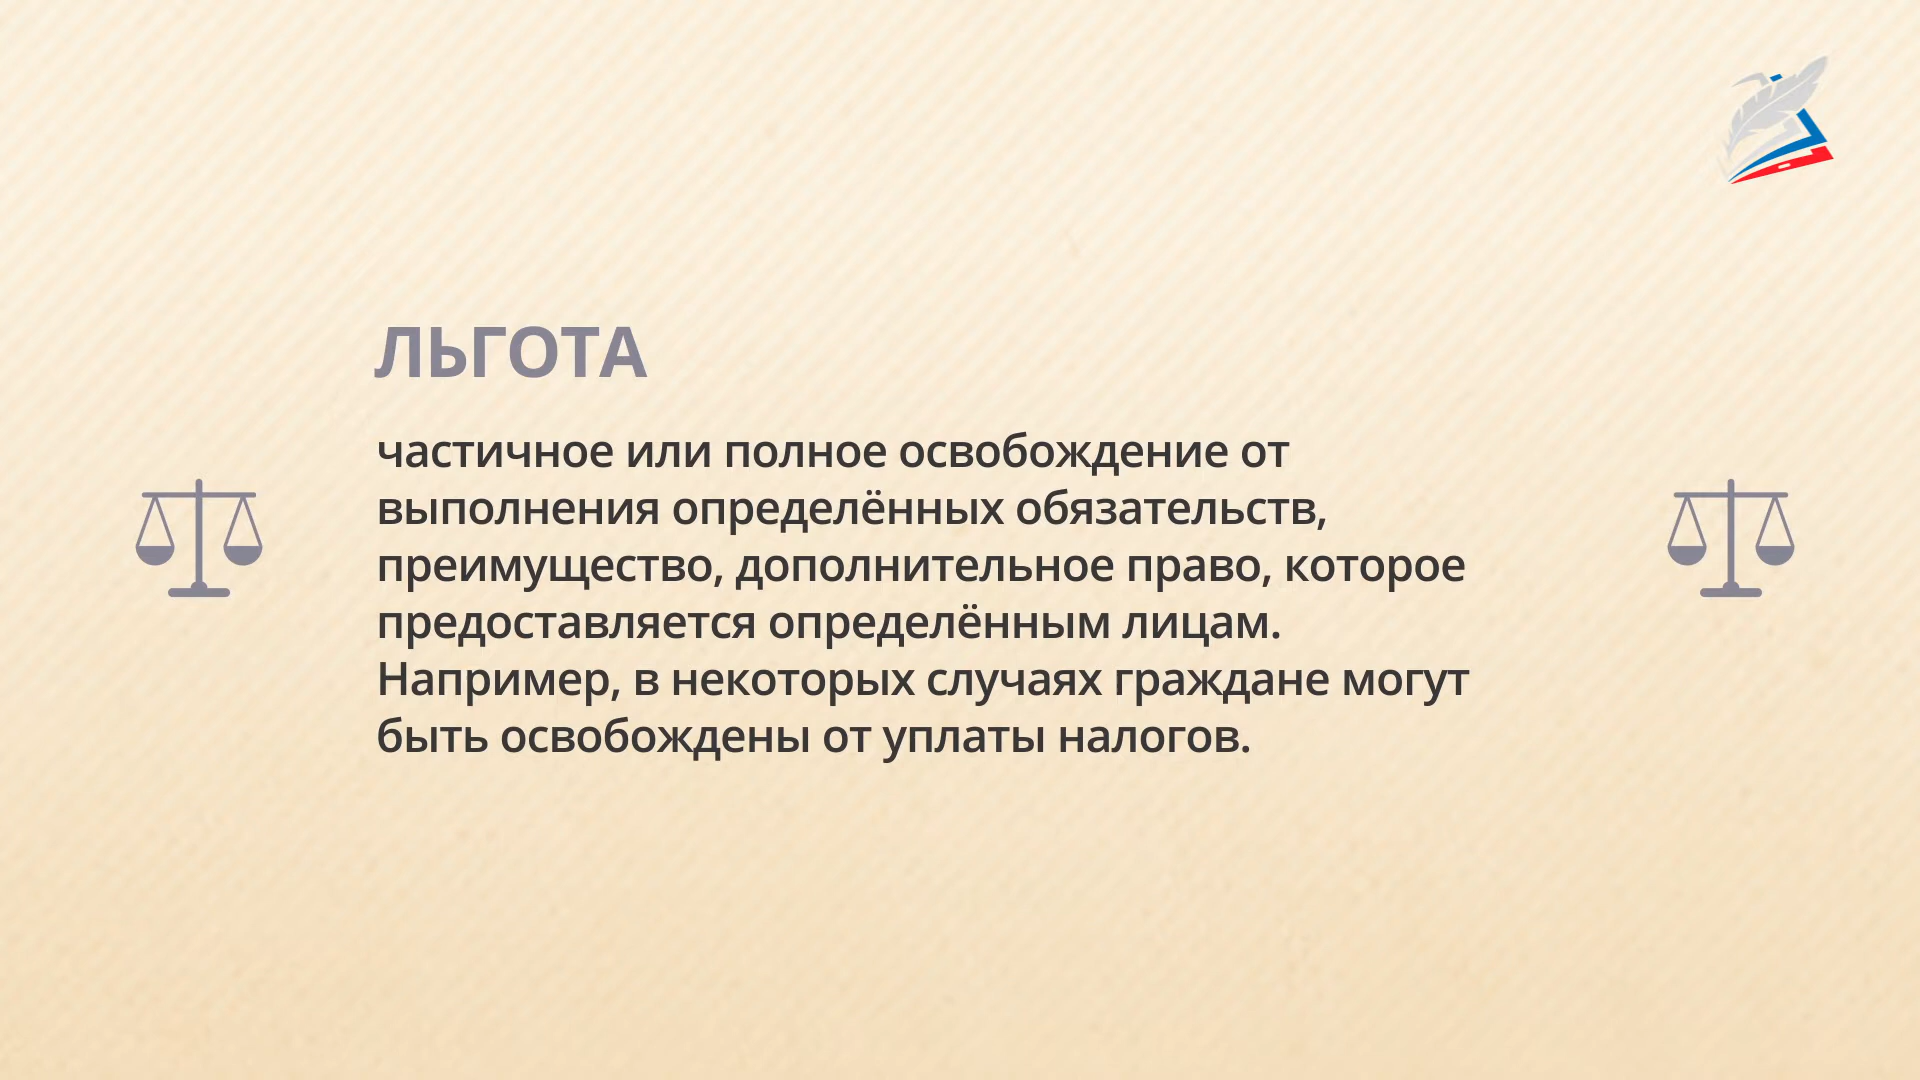 ЛЬГОТА
частичное или полное освобождение от
выполнения определённых обязательств,
преимущество, дополнительное право, которое
предоставляется определённым лицам.
Например, в некоторых случаях граждане могут
быть освобождены от уплаты налогов.